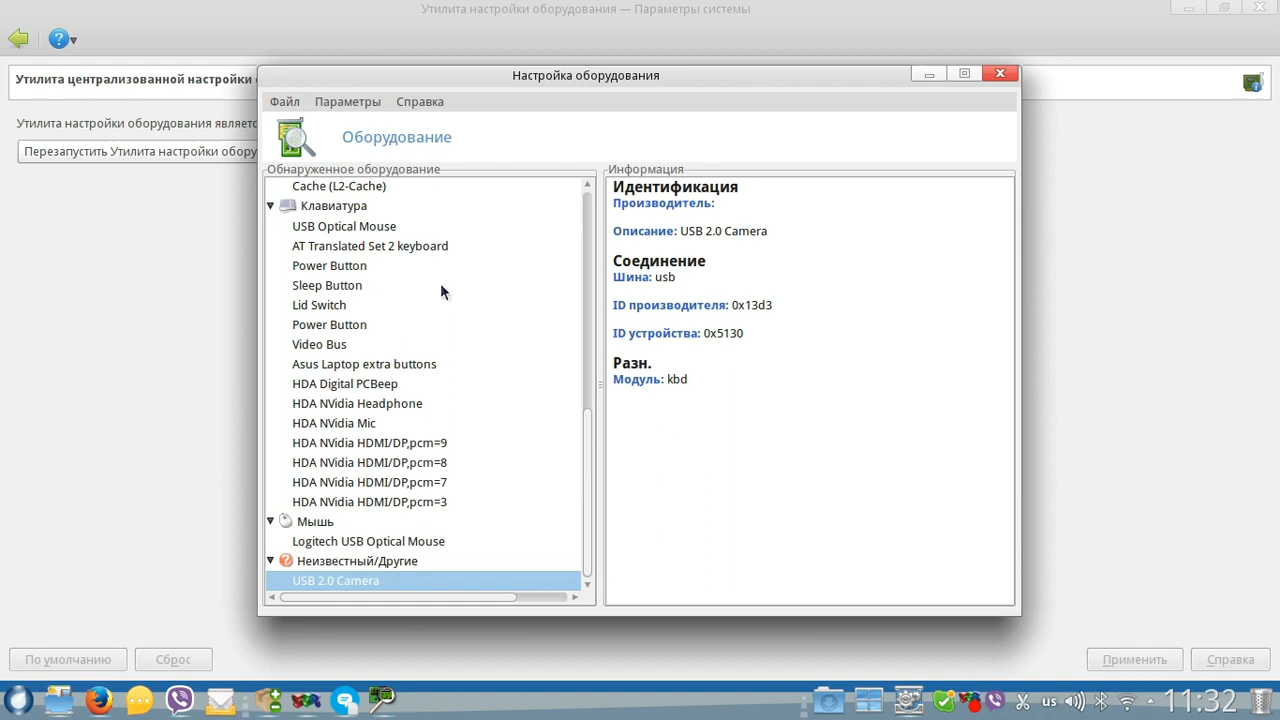 Утилита настройки оборудования — Параметры системы
Утилита централизованной настройки
Утилита настройки оборудования являетс
Перезапустить Утилита настройки обору
Настройка оборудования
Файл Параметры Справка
Оборудование
Обнаруженное оборудование
Cache (L2-Cache)
Клавиатура
USB Optical Mouse
AT Translated Set 2 keyboard
Power Button
Sleep Button
Lid Switch
Power Button
Video Bus
Asus Laptop extra buttons
HDA Digital PCBeep
HDA NVidia Headphone
HDA NVidia Mic
HDA NVidia HDMI/DP,pcm=9
HDA NVidia HDMI/DP,pcm=8
HDA NVidia HDMI/DP,pcm=7
HDA NVidia HDMI/DP,pcm=3
Мышь
Logitech USB Optical Mouse
Неизвестный/Другие
USB 2.0 Camera
Информация
Идентификация
Производитель:
Описание: USB 2.0 Camera
Соединение
Шина: usb
ID производителя: 0x13d3
ID устройства: 0x5130
Разн.
Модуль: kbd
По умолчанию Сброс Применить Справка
us 11:32